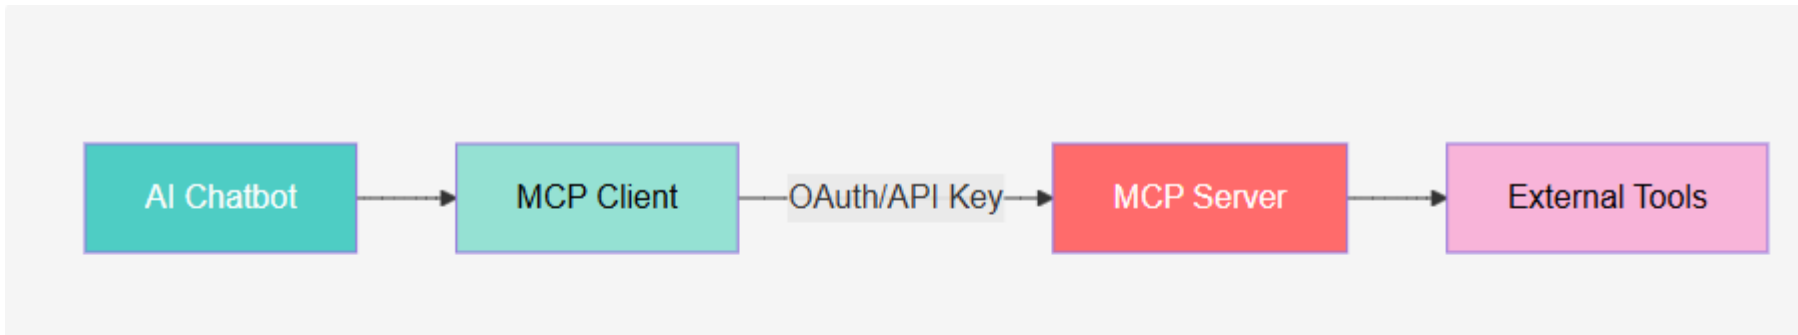 AI Chatbot
MCP Client
OAuth/API Key
MCP Server
External Tools